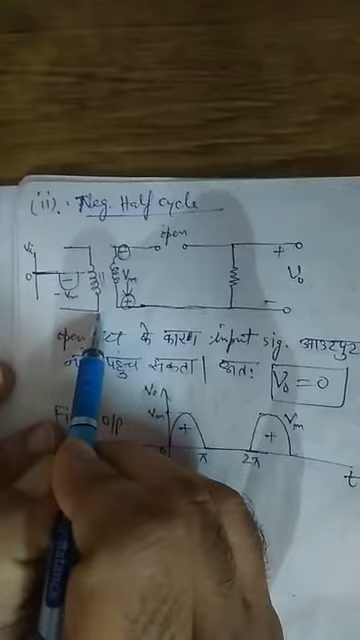 (ii). Neg. Half cycle
open
Vi
0
−
- Vm
−
Vm
+
+
V₀
-
open के कारण input sig. आउटपुट
पहुंच सकता | अतः
V₀ = 0
o/p
V₀
Vm
+
+
Vm
0
π
2π
t